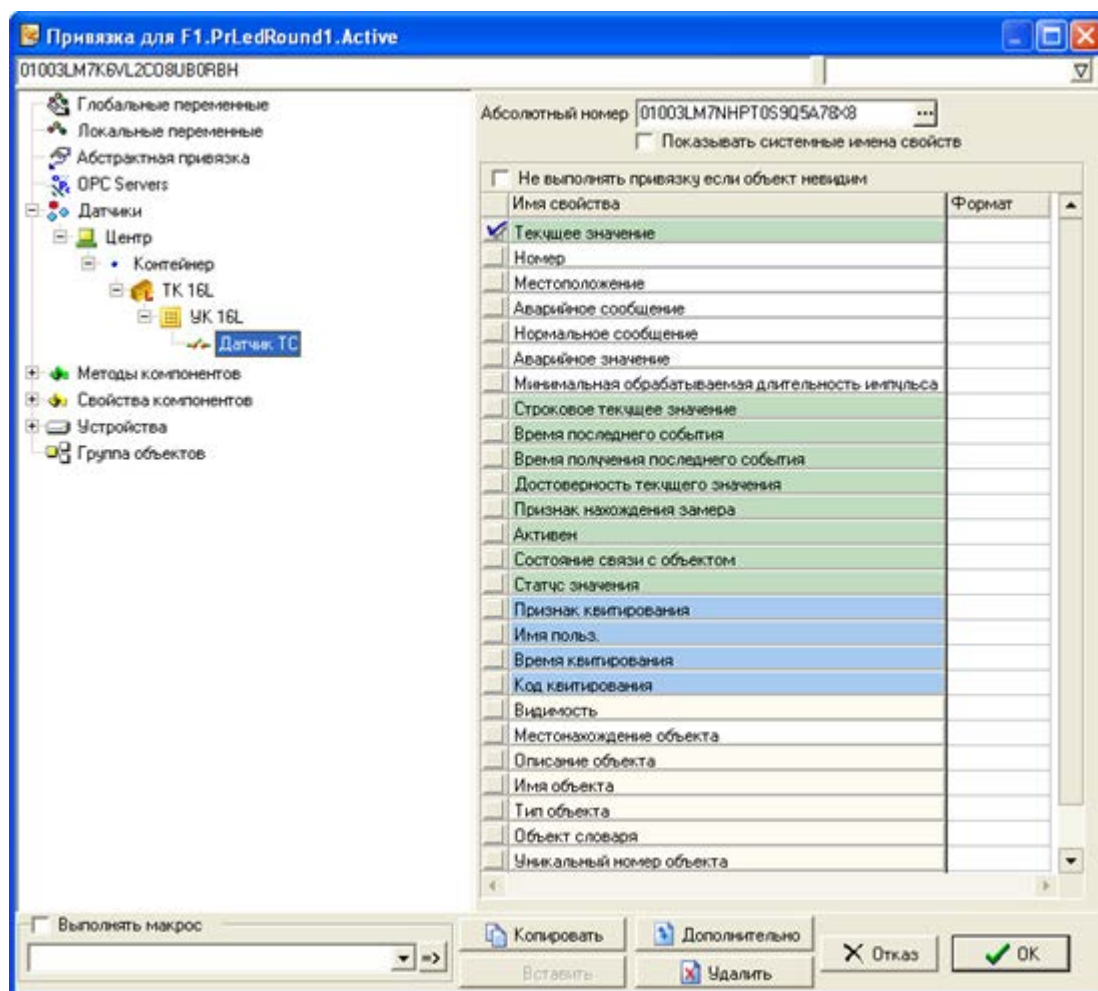 Привязка для F1.PrLedRound1.Active
01003LM7K6VL2CO8UB0RBH
Глобальные переменные
Локальные переменные
Абстрактная привязка
OPC Servers
Датчики
Центр
Контейнер
ТК 16L
УК 16L
Датчик ТС
Методы компонентов
Свойства компонентов
Устройства
Группа объектов
Абсолютный номер 01003LM7NHPT0S9Q5A78X8 ...
Показывать системные имена свойств
Не выполнять привязку если объект невидим
Имя свойства Формат
Текущее значение
Номер
Местоположение
Аварийное сообщение
Нормальное сообщение
Аварийное значение
Минимальная обрабатываемая длительность импульса
Строковое текущее значение
Время последнего события
Время получения последнего события
Достоверность текущего значения
Признак нахождения замера
Активен
Состояние связи с объектом
Статус значения
Признак квитирования
Имя польз.
Время квитирования
Код квитирования
Видимость
Местонахождение объекта
Описание объекта
Имя объекта
Тип объекта
Объект словаря
Уникальный номер объекта
Выполнять макрос
=>
Копировать
Дополнительно
Вставить
Удалить
Отказ
OK